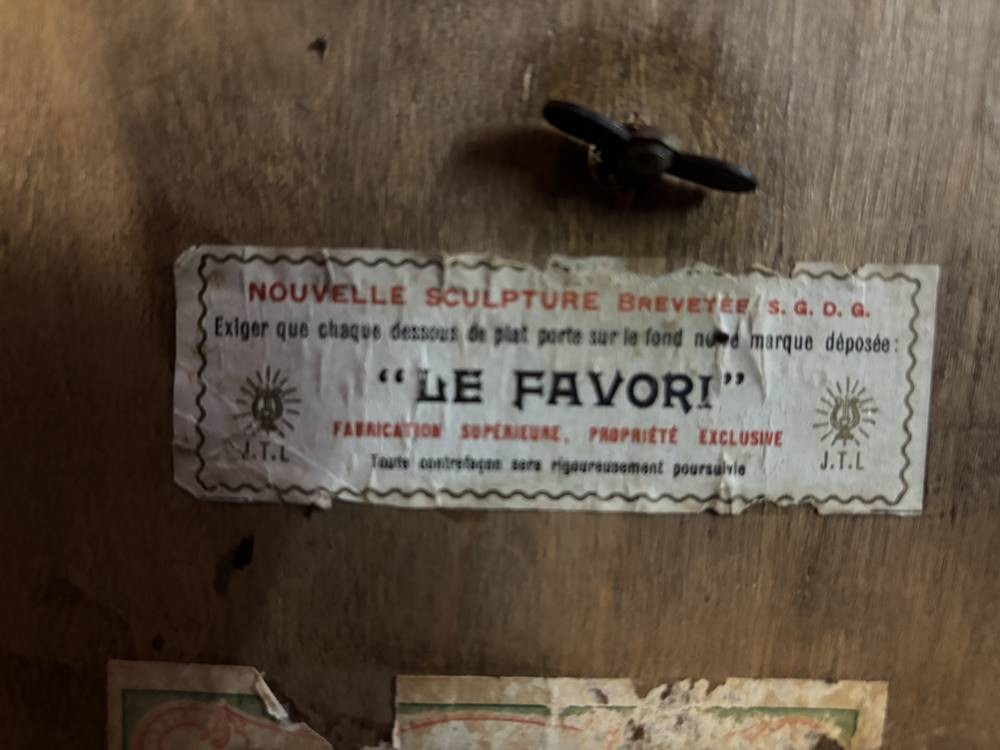 NOUVELLE SCULPTURE BREVETÉE S. G. D. G.
Exiger que chaque dessous de plat porte sur le fond marque déposée:
“LE FAVORI”
FABRICATION SUPÉRIEURE, PROPRIÉTÉ EXCLUSIVE
Toute contrefaçon sera rigoureusement poursuivie
J.T.L
J.T.L